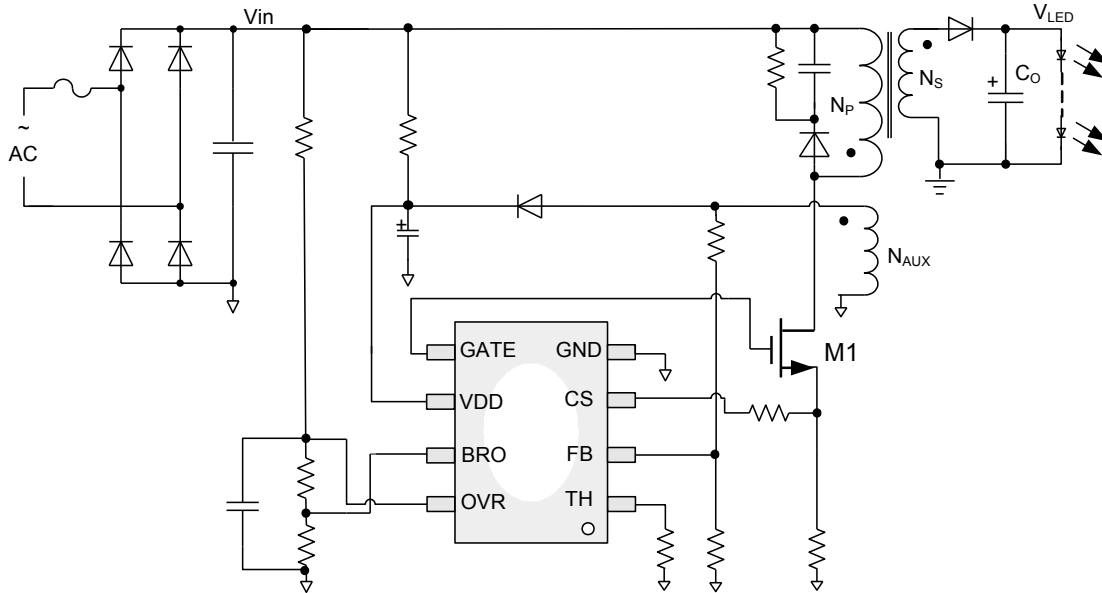 Vin
V_LED
~
AC
N_P
N_S
+
C_O
+
N_AUX
GATE
GND
M1
VDD
CS
BRO
FB
OVR
TH